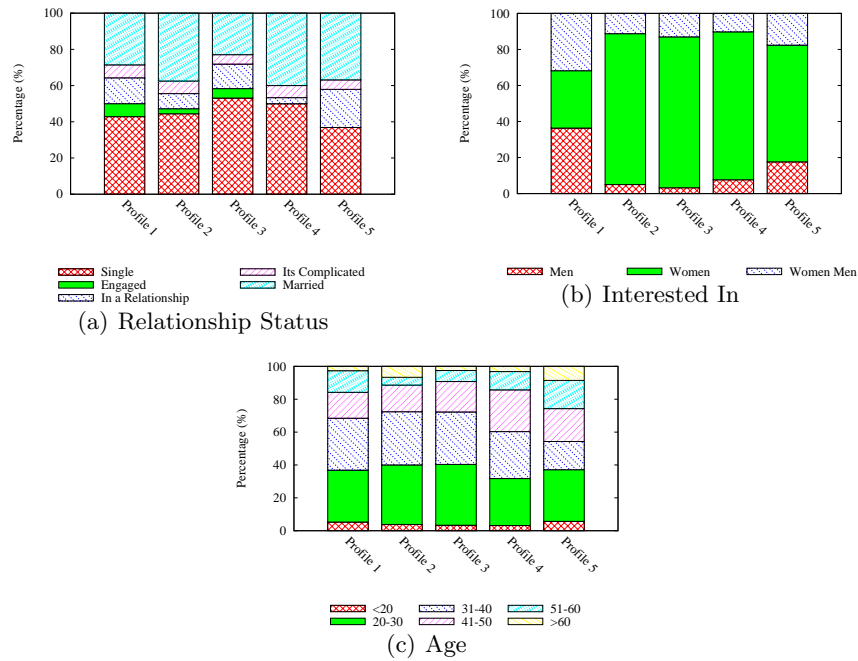 100
80
60
40
20
0
Percentage (%)
Profile 1
Profile 2
Profile 3
Profile 4
Profile 5
Single
Engaged
In a Relationship
Its Complicated
Married
(a) Relationship Status
100
80
60
40
20
0
Percentage (%)
Profile 1
Profile 2
Profile 3
Profile 4
Profile 5
Men
Women
Women Men
(b) Interested In
100
80
60
40
20
0
Percentage (%)
Profile 1
Profile 2
Profile 3
Profile 4
Profile 5
<20
20-30
31-40
41-50
51-60
>60
(c) Age